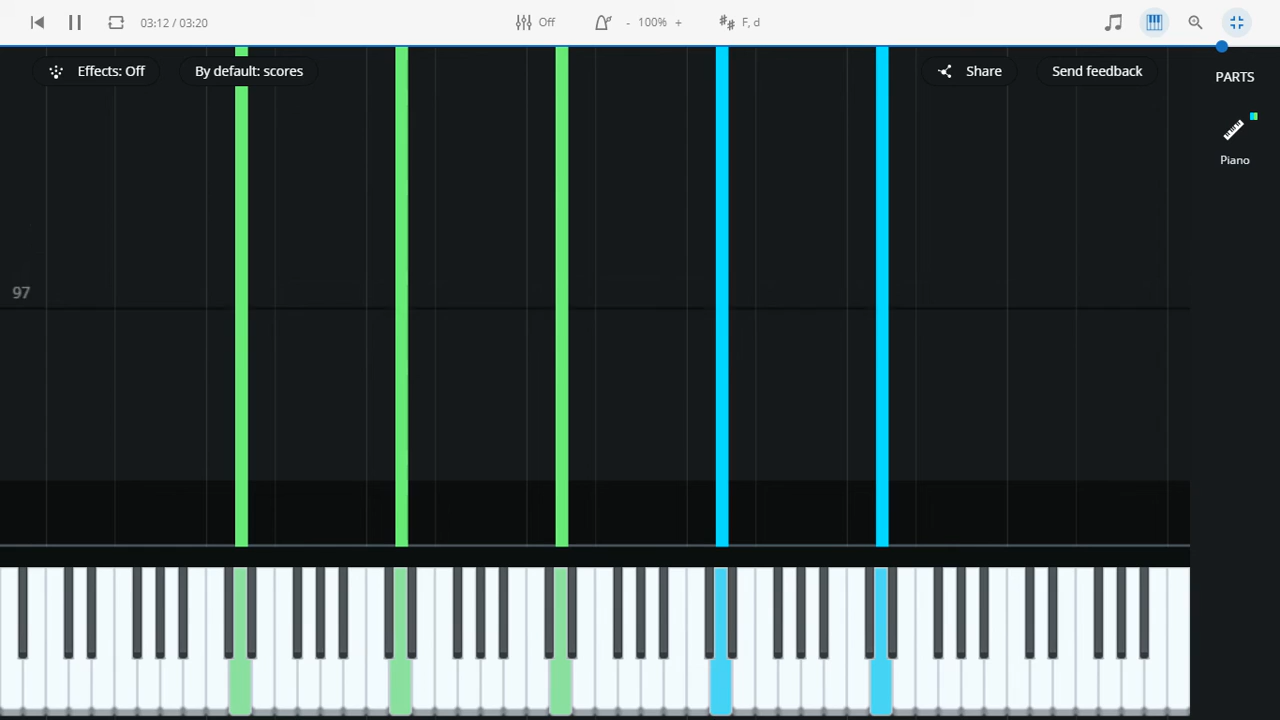 03:12 / 03:20
Off
- 100% +
F, d
Effects: Off
By default: scores
Share
Send feedback
PARTS
Piano
97